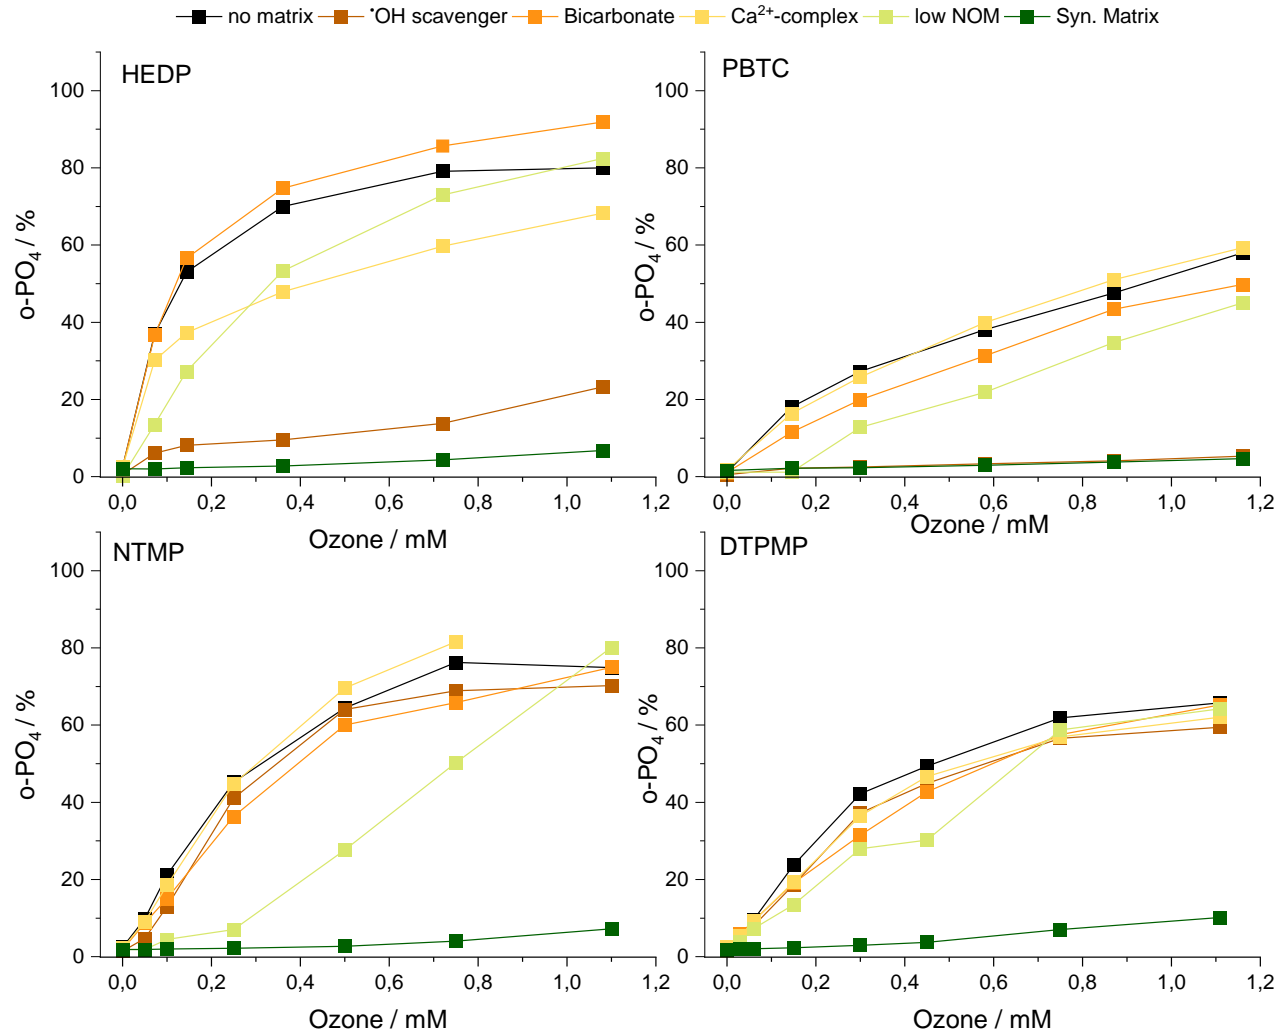 no matrix •OH scavenger Bicarbonate Ca²⁺-complex low NOM Syn. Matrix
HEDP
100
80
60
40
20
0
o-PO₄ / %
0,0 0,2 0,4 0,6 0,8 1,0 1,2
Ozone / mM
PBTC
100
80
60
40
20
0
o-PO₄ / %
0,0 0,2 0,4 0,6 0,8 1,0 1,2
Ozone / mM
NTMP
100
80
60
40
20
0
o-PO₄ / %
0,0 0,2 0,4 0,6 0,8 1,0 1,2
Ozone / mM
DTPMP
100
80
60
40
20
0
o-PO₄ / %
0,0 0,2 0,4 0,6 0,8 1,0 1,2
Ozone / mM